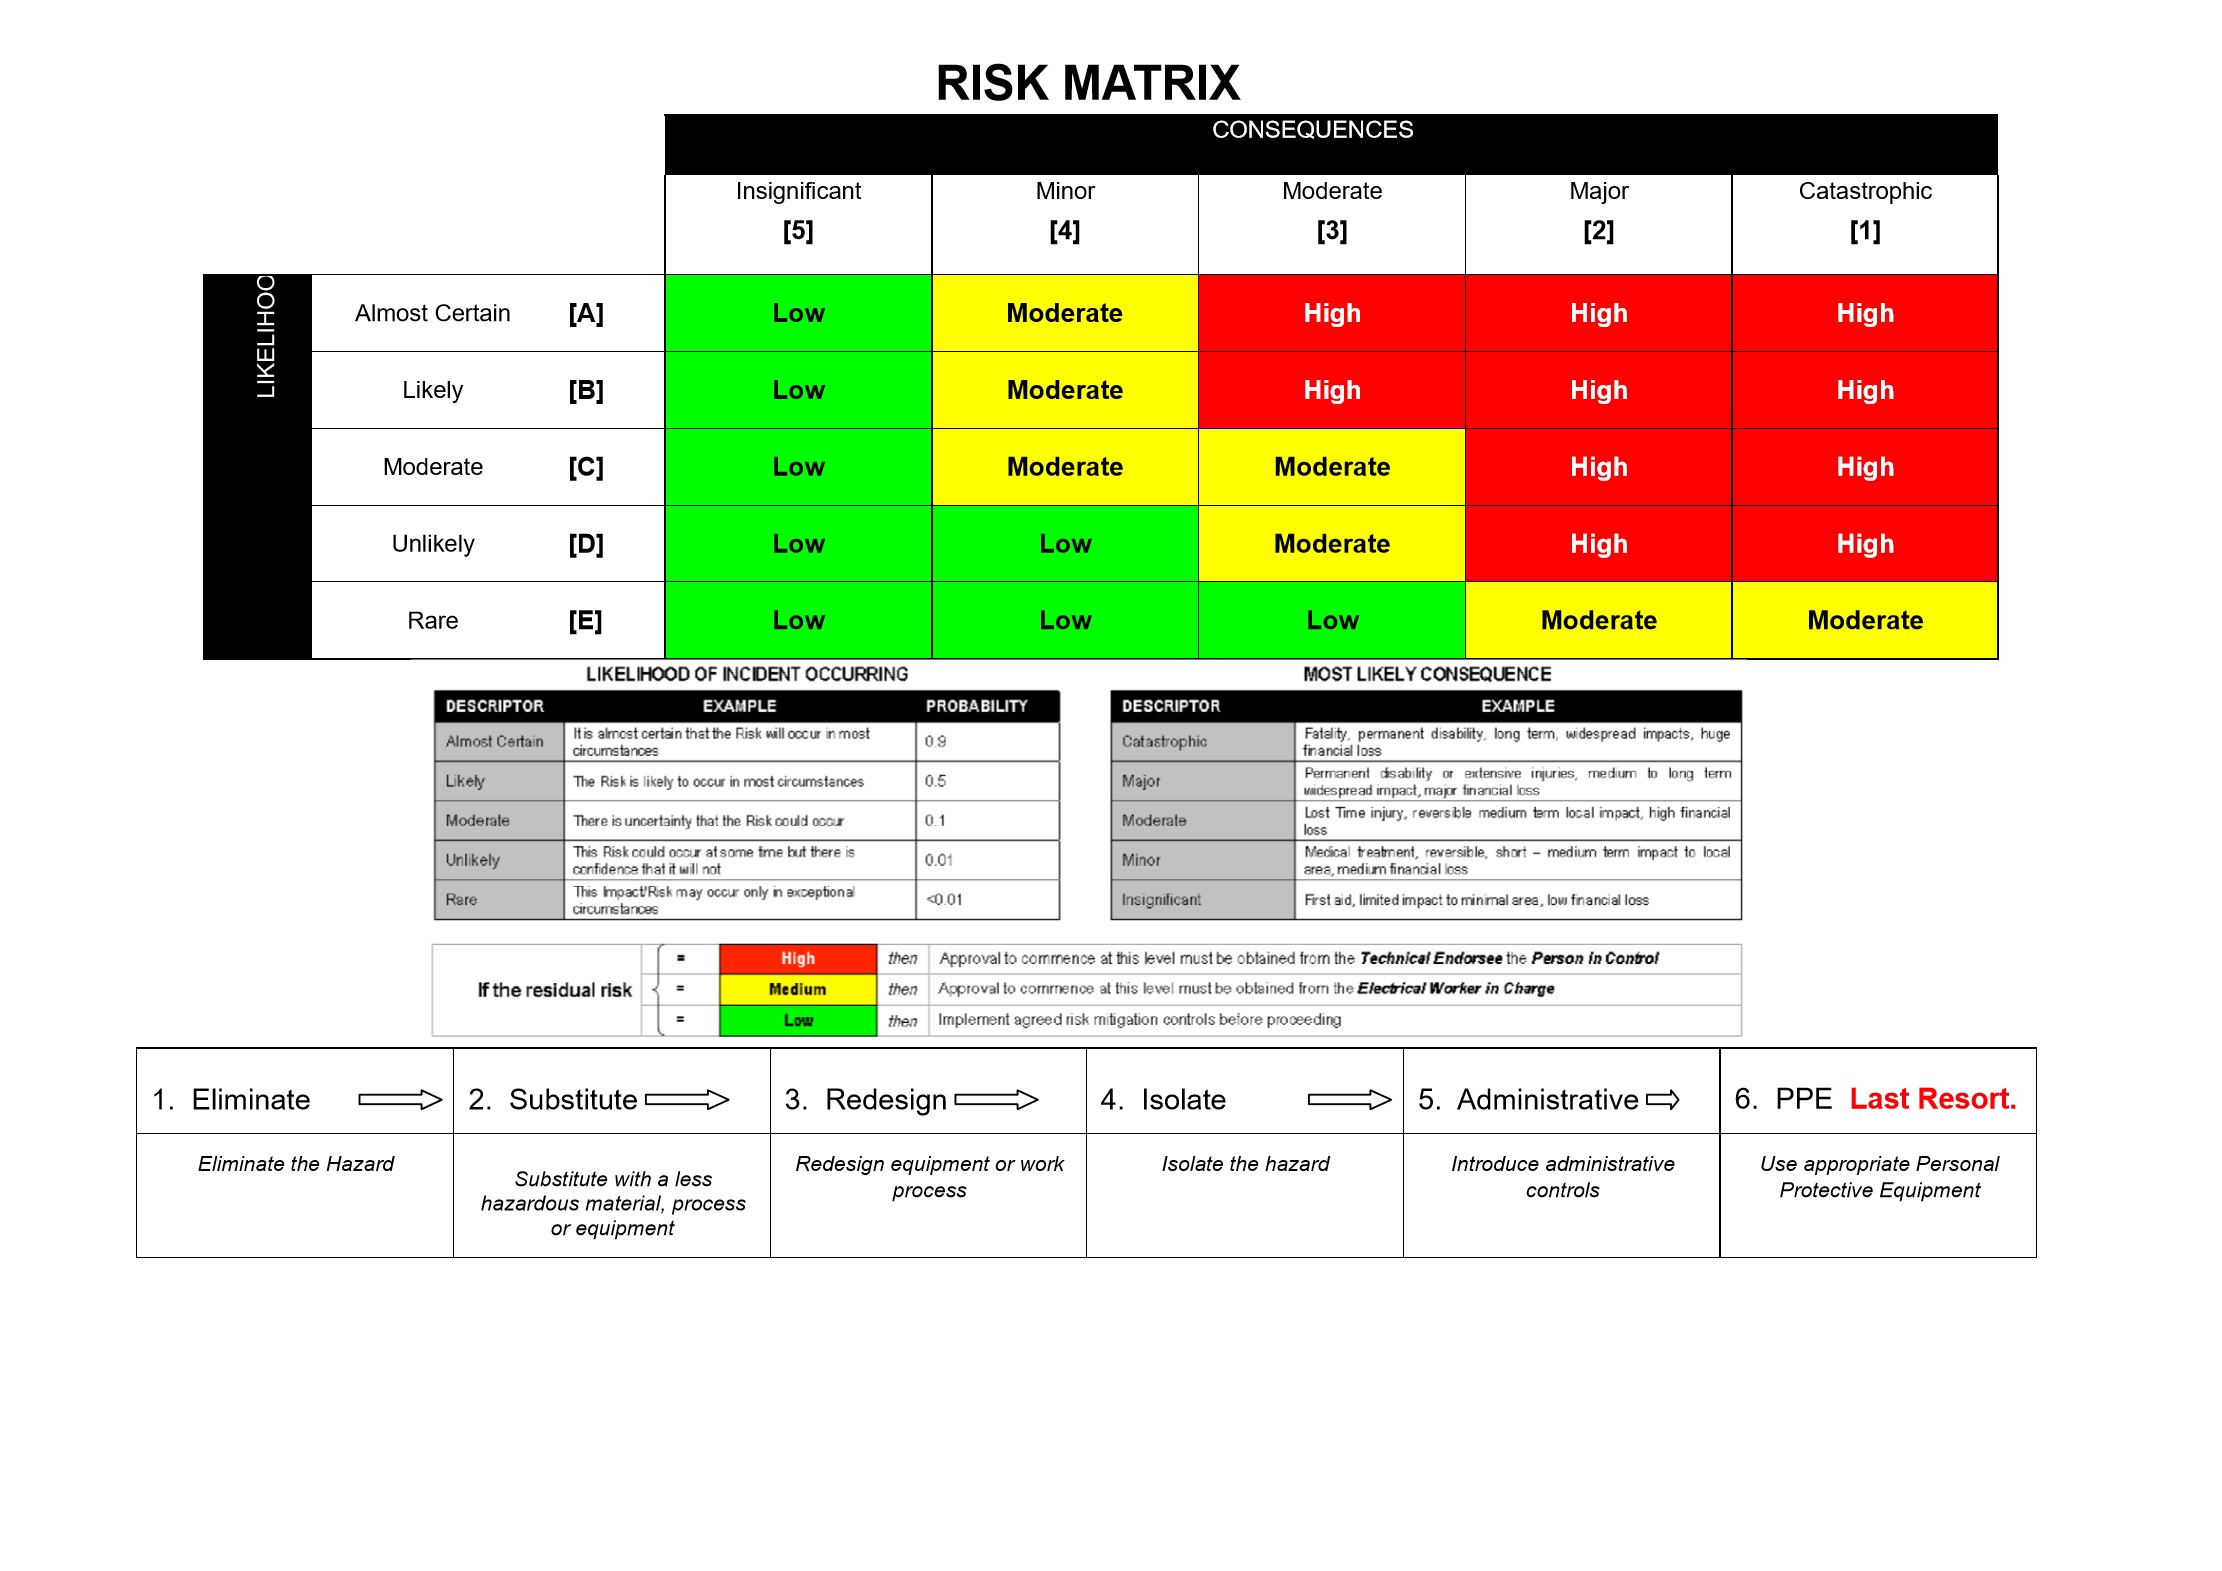 RISK MATRIX
CONSEQUENCES
Insignificant Minor Moderate Major Catastrophic
[5] [4] [3] [2] [1]
LIKELIHOO
Almost Certain [A] Low Moderate High High High
Likely [B] Low Moderate High High High
Moderate [C] Low Moderate Moderate High High
Unlikely [D] Low Low Moderate High High
Rare [E] Low Low Low Moderate Moderate
LIKELIHOOD OF INCIDENT OCCURRING
DESCRIPTOR EXAMPLE PROBABILITY
Almost Certain It is almost certain that the Risk will occur in most
circumstances 0.9
Likely The Risk is likely to occur in most circumstances 0.5
Moderate There is uncertainty that the Risk could occur 0.1
Unlikely This Risk could occur at some time but there is
confidence that it will not 0.01
Rare This Impact/Risk may occur only in exceptional
circumstances <0.01
MOST LIKELY CONSEQUENCE
DESCRIPTOR EXAMPLE
Catastrophic Fatality, permanent disability, long term, widespread impacts, huge
financial loss
Major Permanent disability or extensive injuries, medium to long term
widespread impact, major financial loss
Moderate Lost Time injury, reversible medium term local impact, high financial
loss
Minor Medical treatment, reversible, short – medium term impact to local
area, medium financial loss
Insignificant First aid, limited impact to minimal area, low financial loss
If the residual risk
= High then Approval to commence at this level must be obtained from the Technical Endorsee the Person in Control
= Medium then Approval to commence at this level must be obtained from the Electrical Worker in Charge
= Low then Implement agreed risk mitigation controls before proceeding
1. Eliminate 2. Substitute 3. Redesign 4. Isolate 5. Administrative 6. PPE Last Resort.
Eliminate the Hazard
Substitute with a less
hazardous material, process
or equipment
Redesign equipment or work
process
Isolate the hazard
Introduce administrative
controls
Use appropriate Personal
Protective Equipment